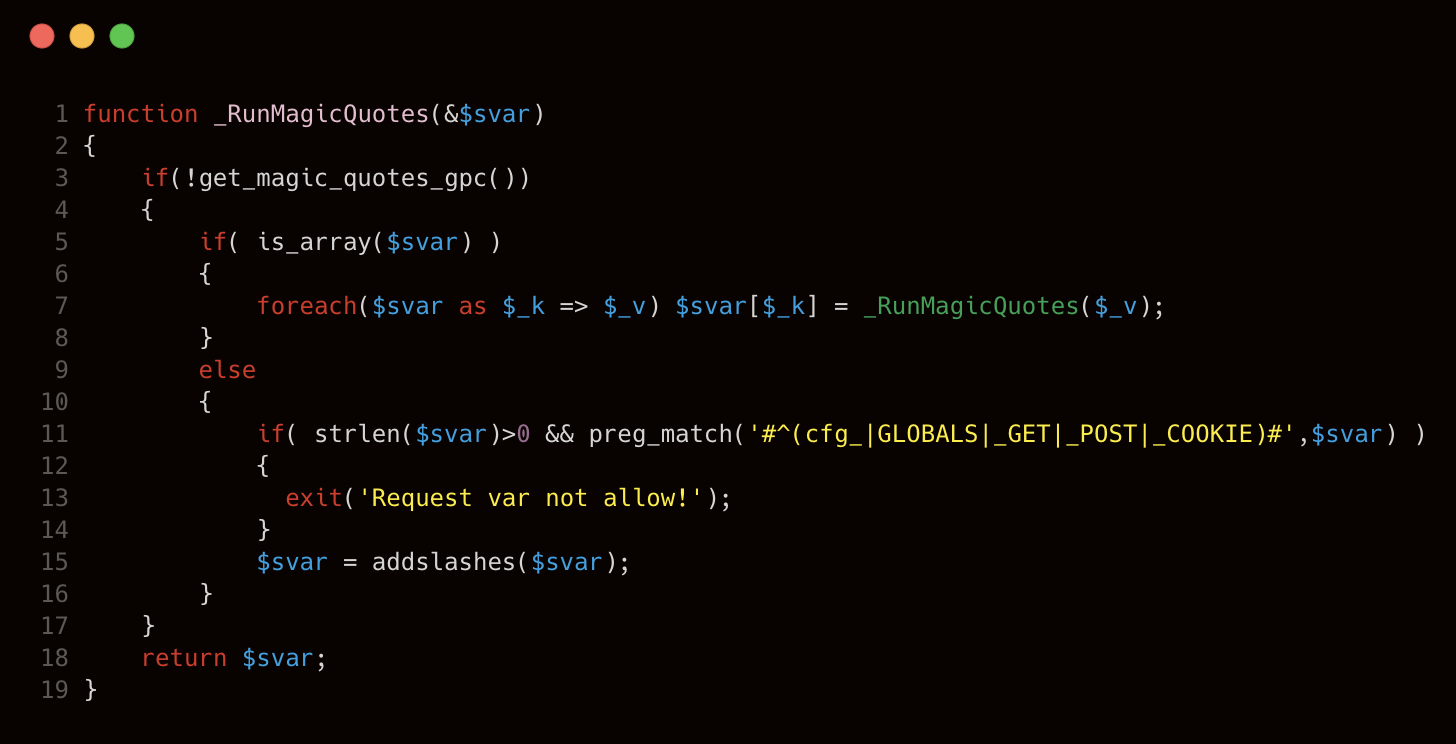 1 function _RunMagicQuotes(&$svar)
2 {
3     if(!get_magic_quotes_gpc())
4     {
5         if( is_array($svar) )
6         {
7             foreach($svar as $_k => $_v) $svar[$_k] = _RunMagicQuotes($_v);
8         }
9         else
10         {
11             if( strlen($svar)>0 && preg_match('#^(cfg_|GLOBALS|_GET|_POST|_COOKIE)#',$svar) )
12             {
13               exit('Request var not allow!');
14             }
15             $svar = addslashes($svar);
16         }
17     }
18     return $svar;
19 }